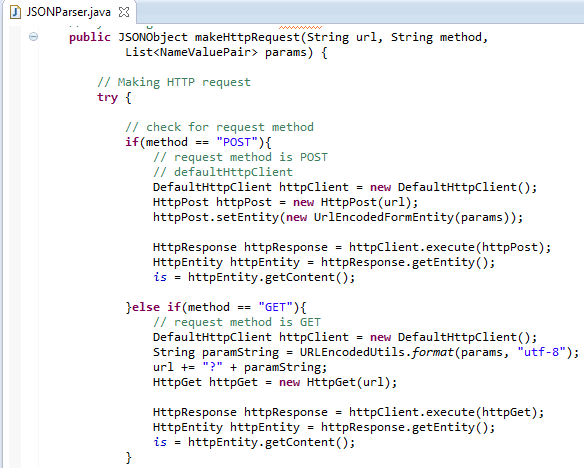 JSONParser.java
public JSONObject makeHttpRequest(String url, String method,
List<NameValuePair> params) {
// Making HTTP request
try {
// check for request method
if(method == "POST"){
// request method is POST
// defaultHttpClient
DefaultHttpClient httpClient = new DefaultHttpClient();
HttpPost httpPost = new HttpPost(url);
httpPost.setEntity(new UrlEncodedFormEntity(params));
HttpResponse httpResponse = httpClient.execute(httpPost);
HttpEntity httpEntity = httpResponse.getEntity();
is = httpEntity.getContent();
}else if(method == "GET"){
// request method is GET
DefaultHttpClient httpClient = new DefaultHttpClient();
String paramString = URLEncodedUtils.format(params, "utf-8");
url += "?" + paramString;
HttpGet httpGet = new HttpGet(url);
HttpResponse httpResponse = httpClient.execute(httpGet);
HttpEntity httpEntity = httpResponse.getEntity();
is = httpEntity.getContent();
}